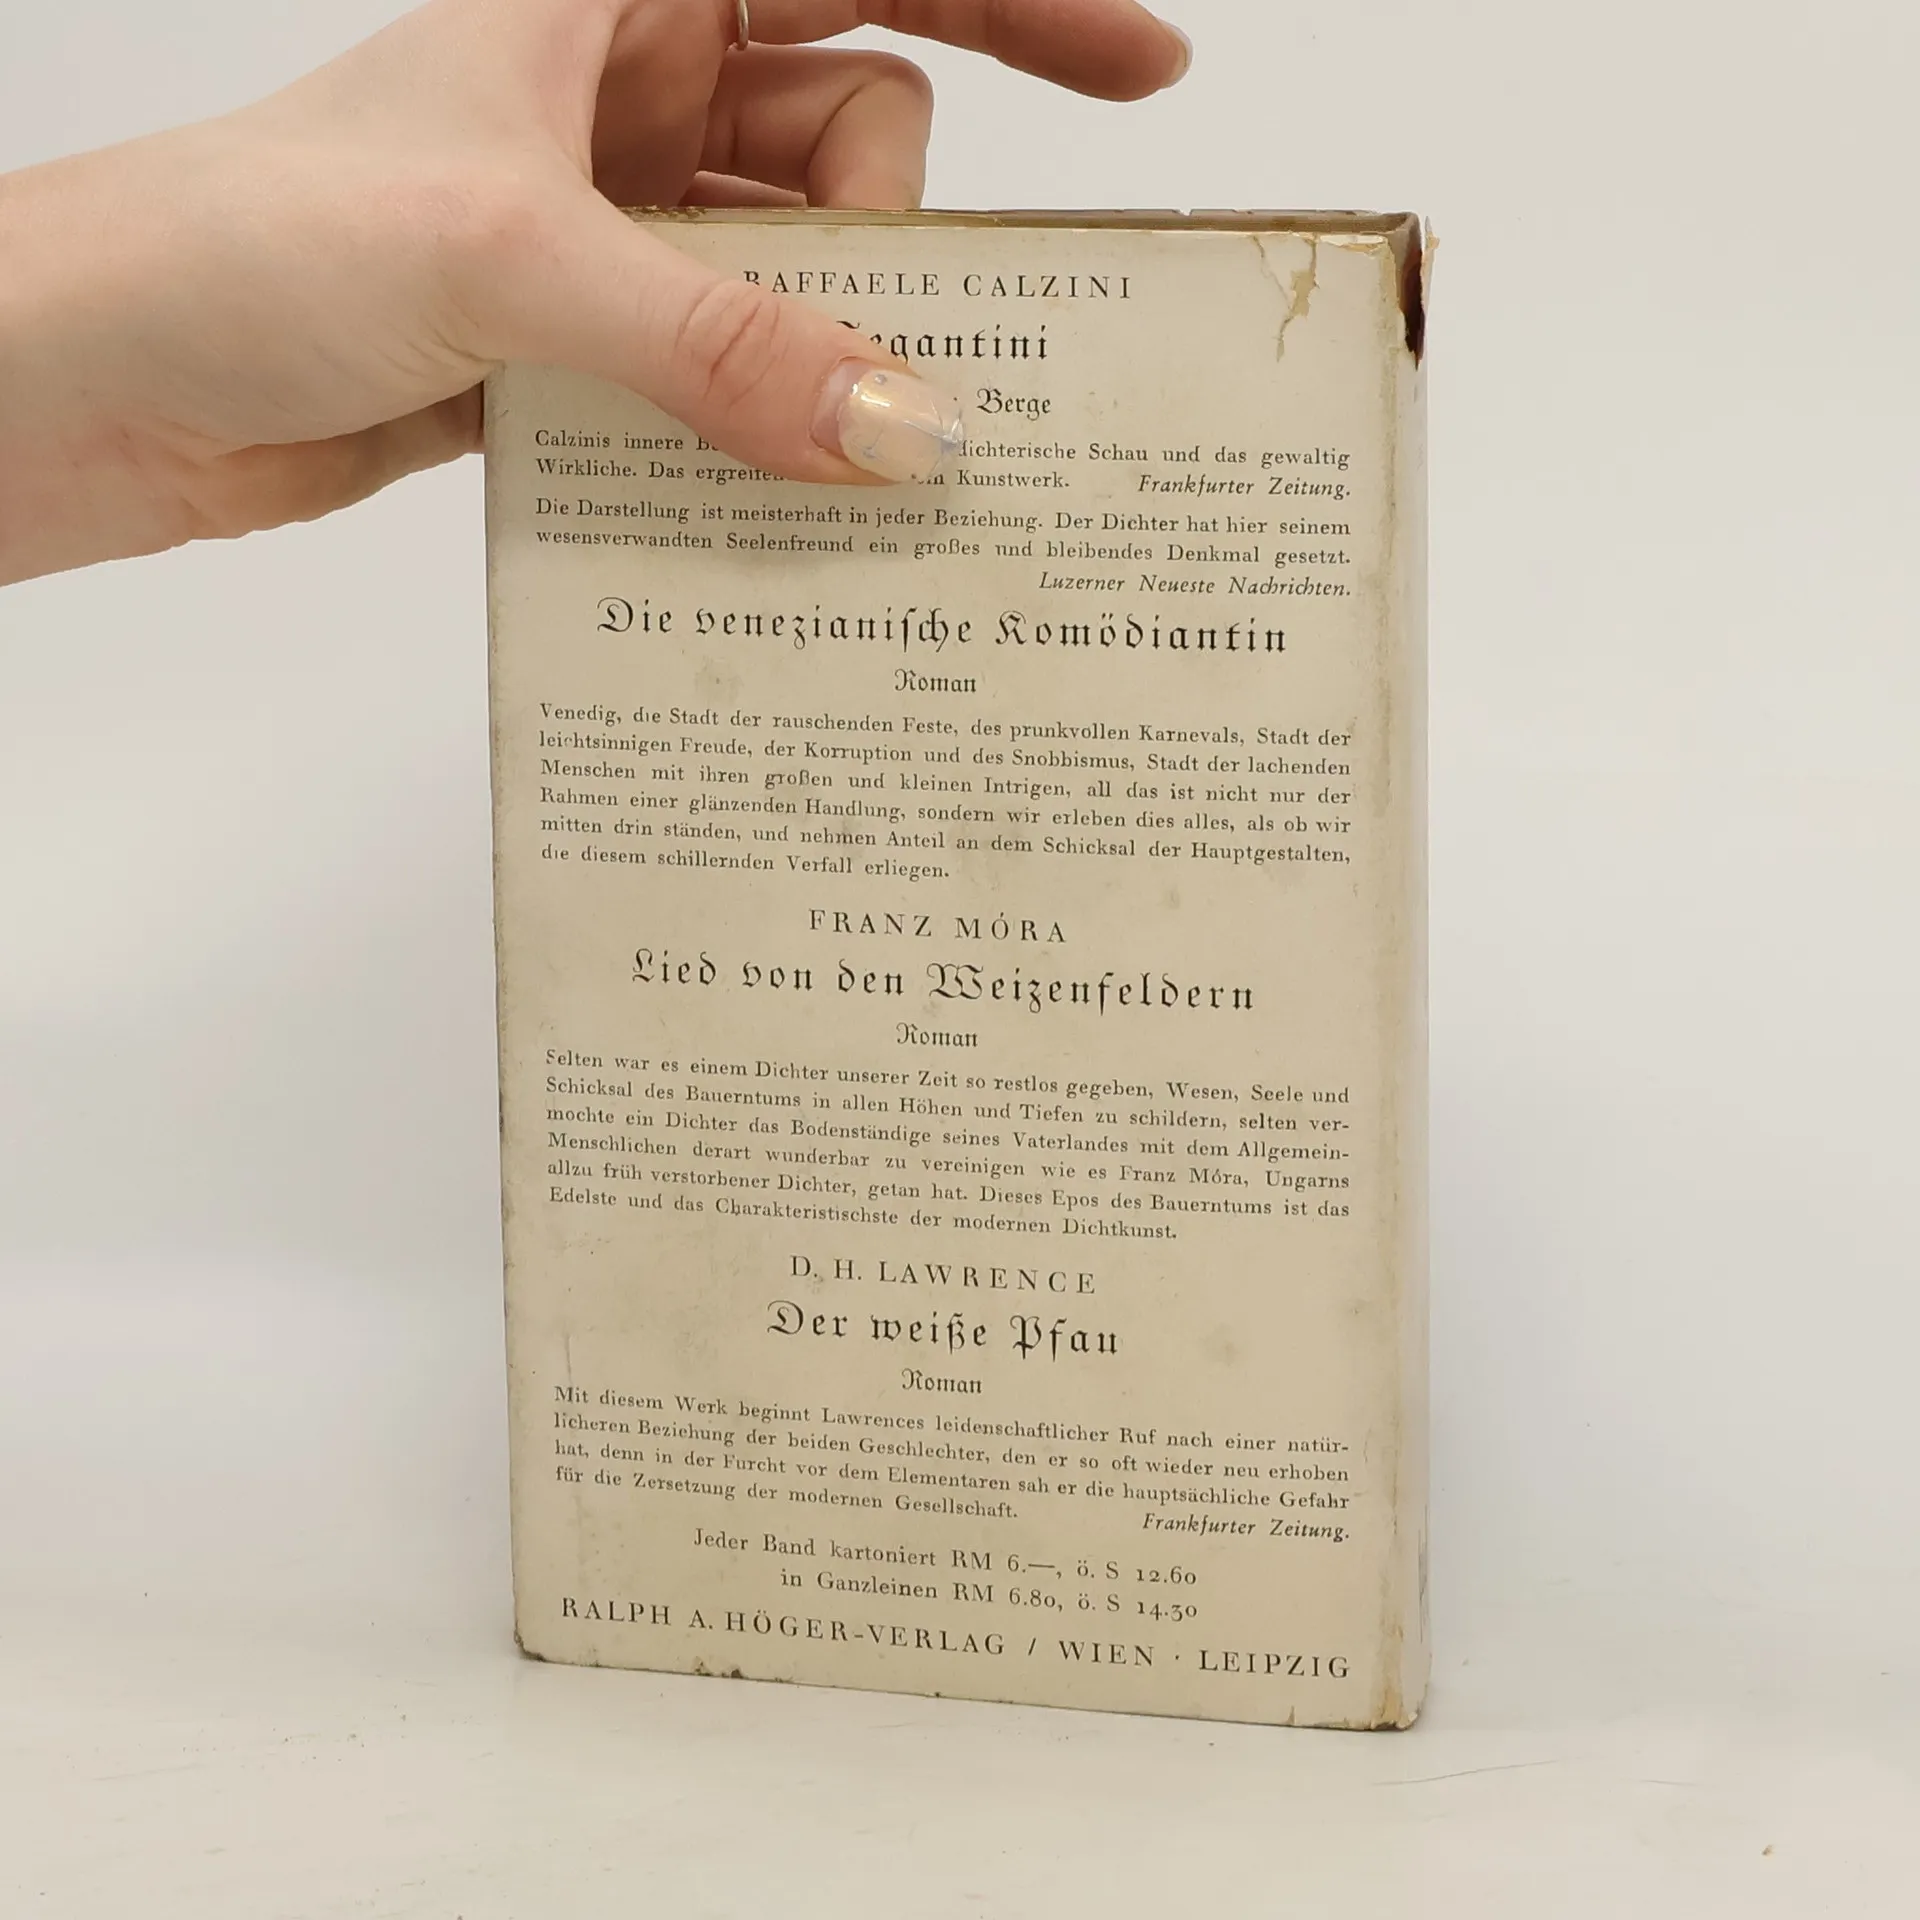 RAFFAELE CALZINI
Segantini
Berge
Calzinis innere dichterische Schau und das gewaltig
Wirkliche. Das Kunstwerk. Frankfurter Zeitung.
Die Darstellung ist meisterhaft in jeder Beziehung. Der Dichter hat hier seinem
wesensverwandten Seelenfreund ein großes und bleibendes Denkmal gesetzt.
Luzerner Neueste Nachrichten.
Die venezianische Komödiantin
Roman
Venedig, die Stadt der rauschenden Feste, des prunkvollen Karnevals, Stadt der
leichtsinnigen Freude, der Korruption und des Snobbismus, Stadt der lachenden
Menschen mit ihren großen und kleinen Intrigen, all das ist nicht nur der
Rahmen einer glänzenden Handlung, sondern wir erleben dies alles, als ob wir
mitten drin ständen, und nehmen Anteil an dem Schicksal der Hauptgestalten,
die diesem schillernden Verfall erliegen.
FRANZ MÓRA
Lied von den Weizenfeldern
Roman
Selten war es einem Dichter unserer Zeit so restlos gegeben, Wesen, Seele und
Schicksal des Bauerntums in allen Höhen und Tiefen zu schildern, selten ver-
mochte ein Dichter das Bodenständige seines Vaterlandes mit dem Allgemein-
Menschlichen derart wunderbar zu vereinigen wie es Franz Móra, Ungarns
allzu früh verstorbener Dichter, getan hat. Dieses Epos des Bauerntums ist das
Edelste und das Charakteristischste der modernen Dichtkunst.
D. H. LAWRENCE
Der weiße Pfau
Roman
Mit diesem Werk beginnt Lawrences leidenschaftlicher Ruf nach einer natür-
licheren Beziehung der beiden Geschlechter, den er so oft wieder neu erhoben
hat, denn in der Furcht vor dem Elementaren sah er die hauptsächliche Gefahr
für die Zersetzung der modernen Gesellschaft. Frankfurter Zeitung.
Jeder Band kartoniert RM 6.—, ö. S 12.60
in Ganzleinen RM 6.80, ö. S 14.30
RALPH A. HÖGER-VERLAG / WIEN · LEIPZIG